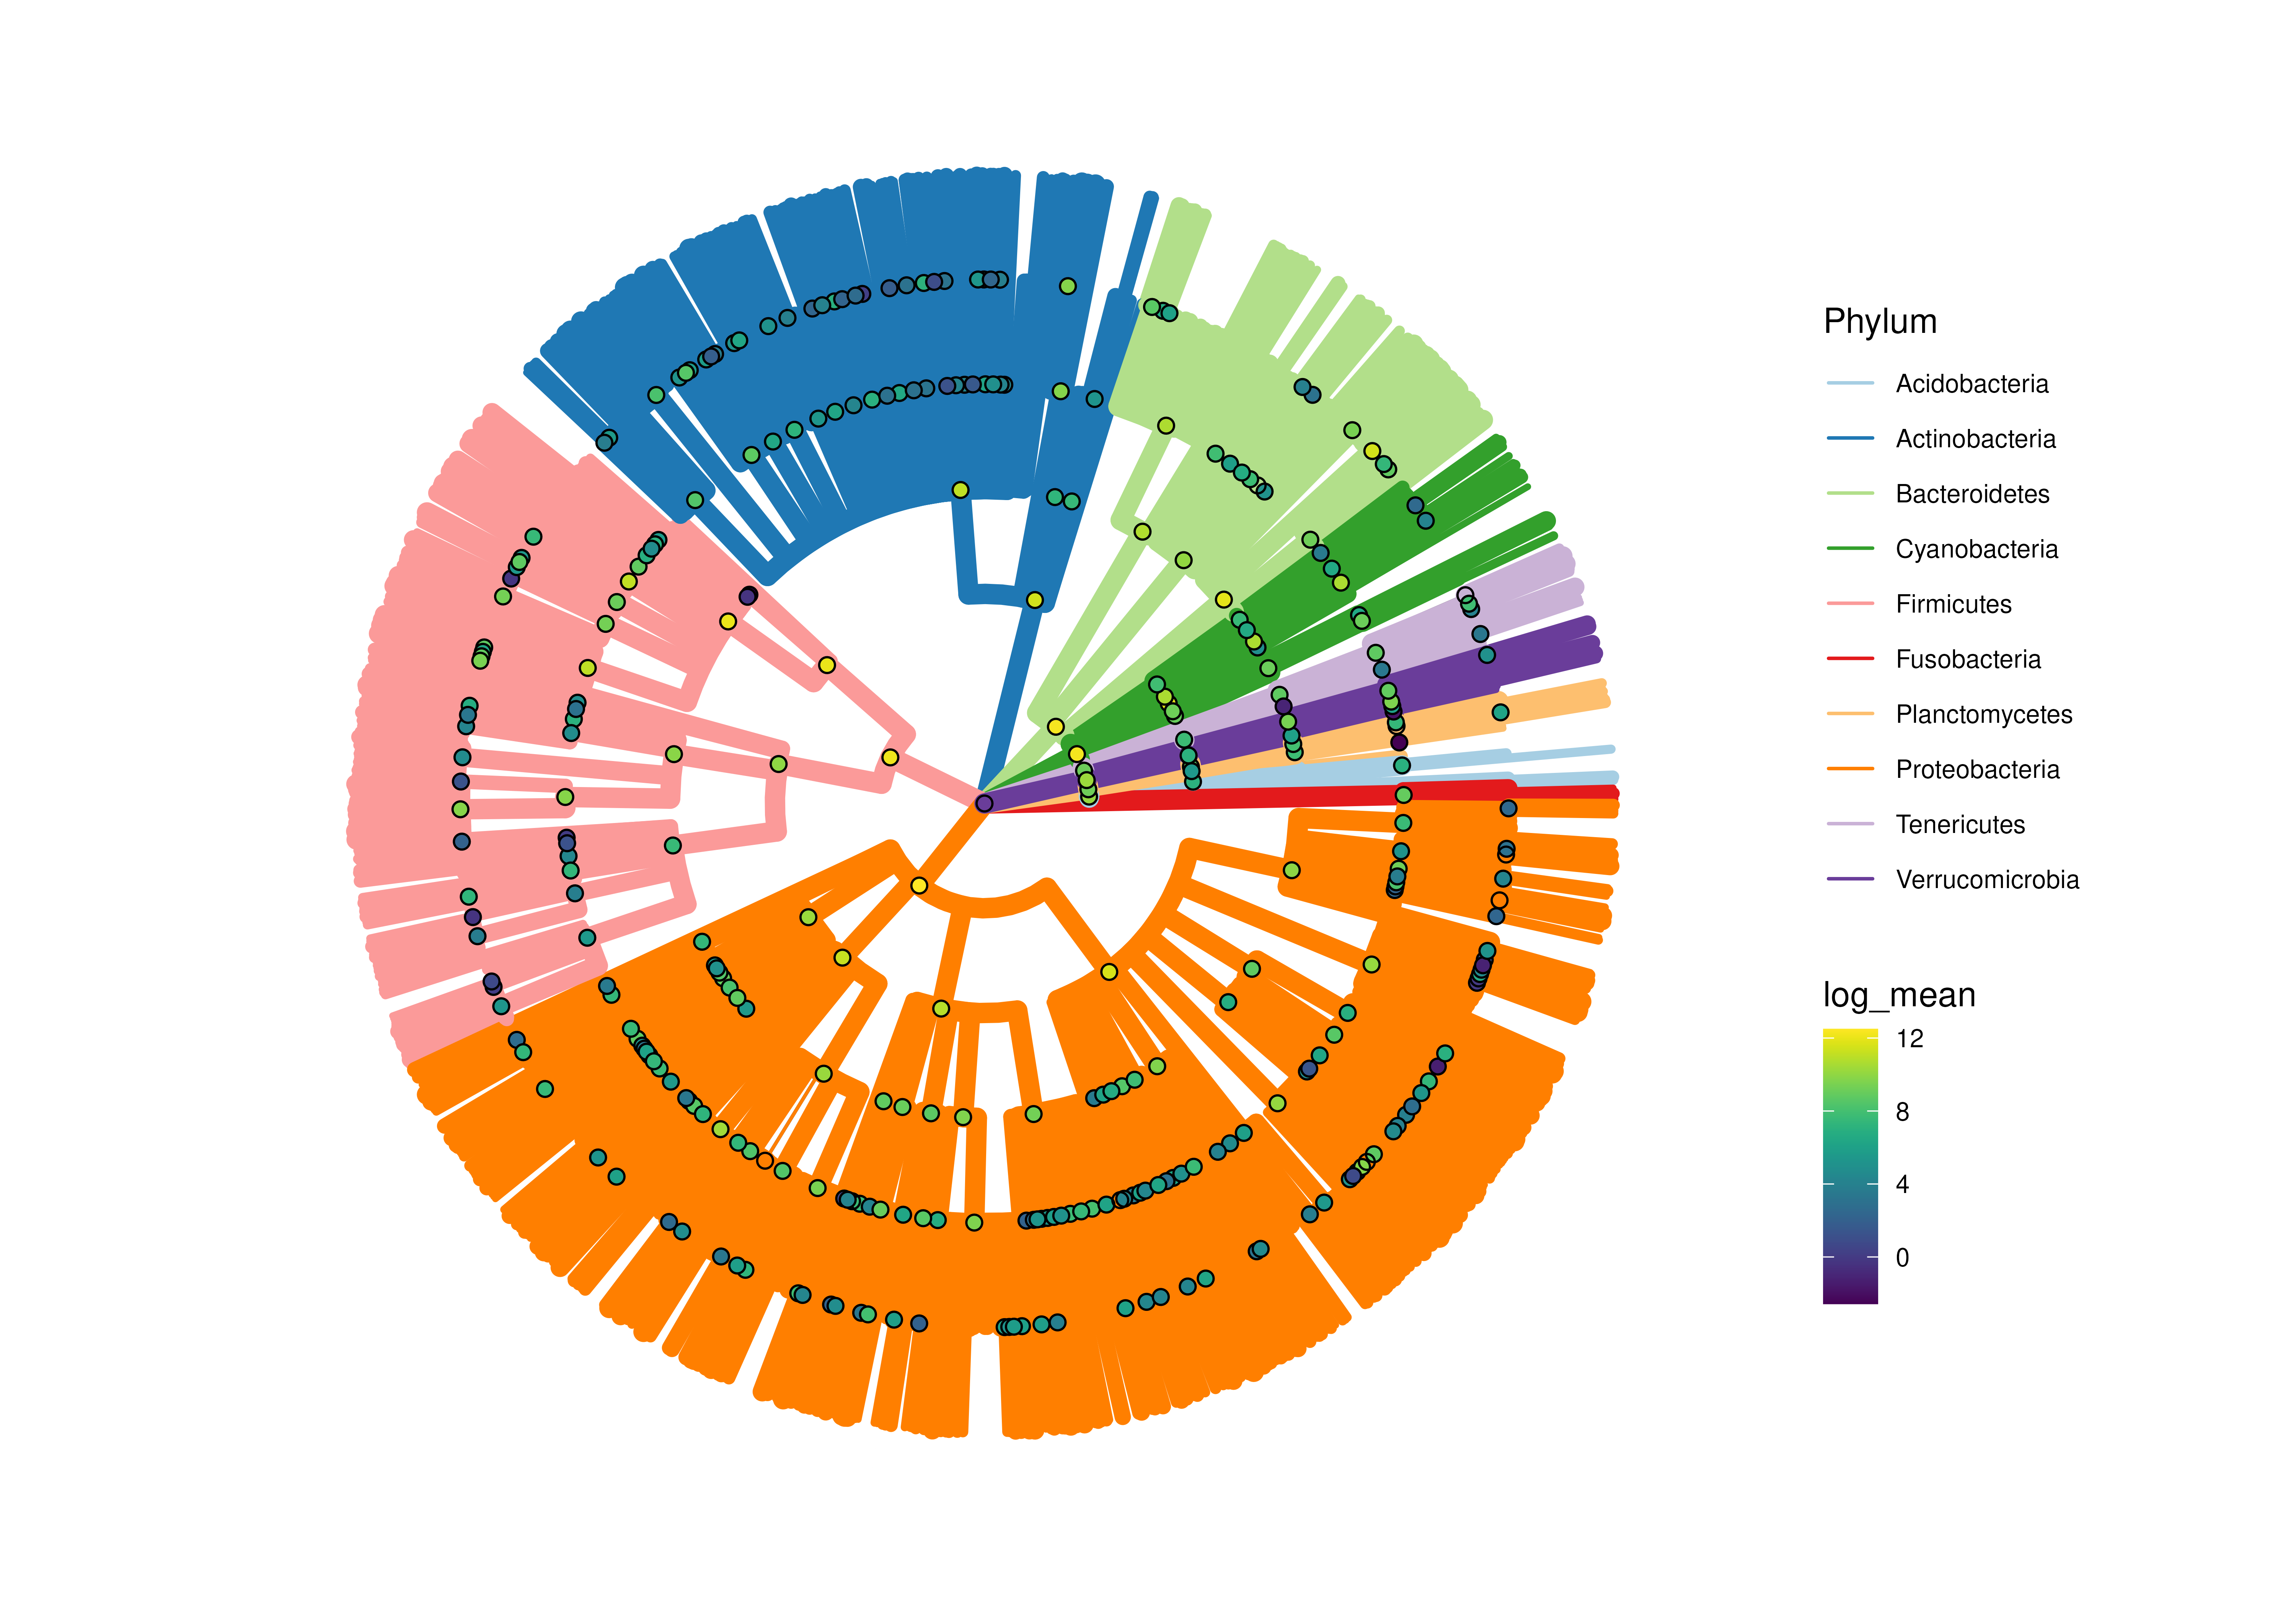 Phylum
Acidobacteria
Actinobacteria
Bacteroidetes
Cyanobacteria
Firmicutes
Fusobacteria
Planctomycetes
Proteobacteria
Tenericutes
Verrucomicrobia
log_mean
12
8
4
0